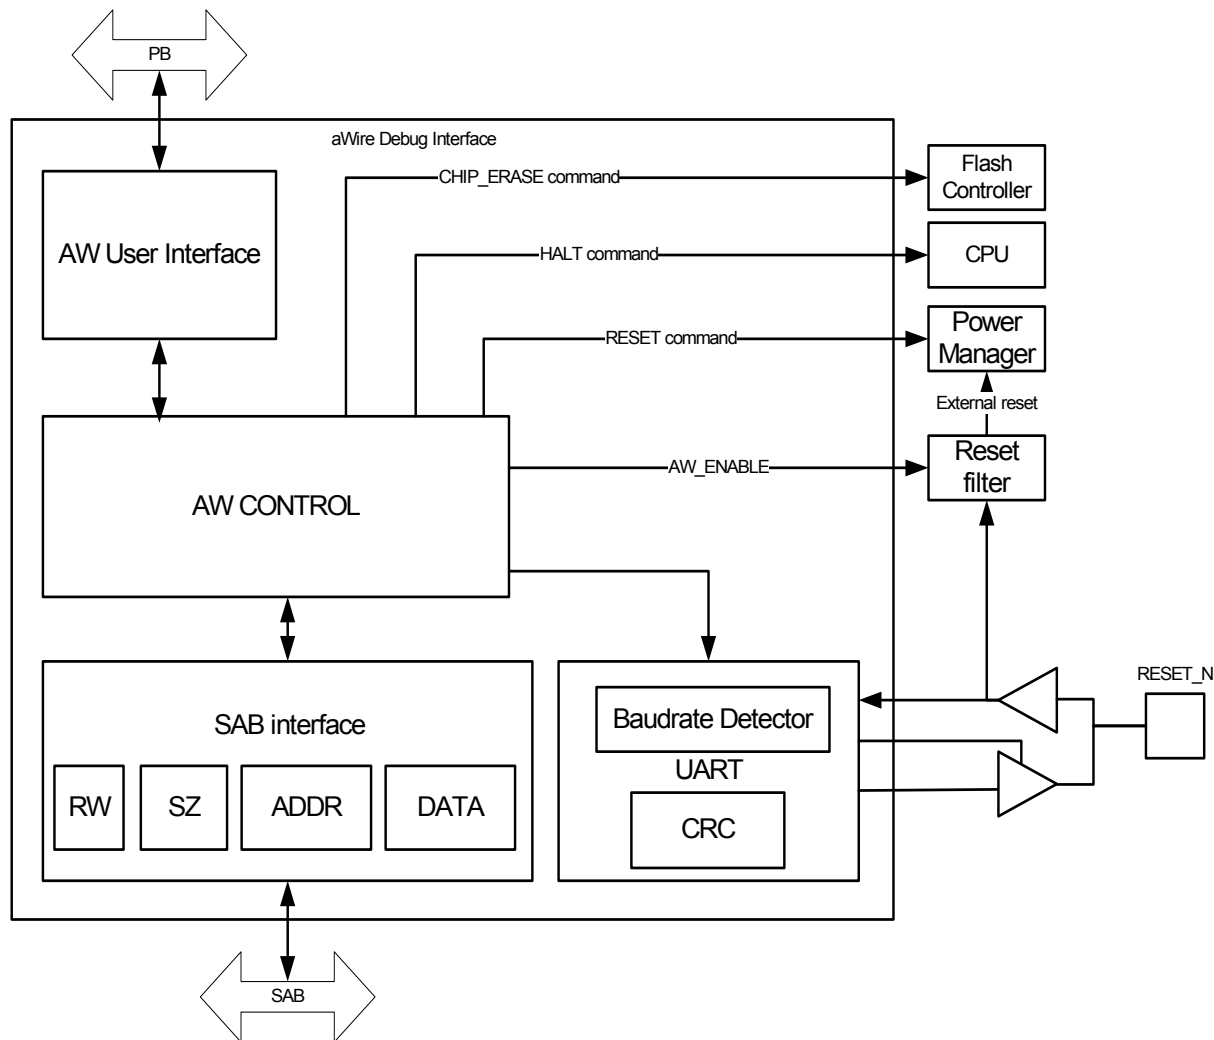 PB
aWire Debug Interface
CHIP_ERASE command
Flash
Controller
AW User Interface
HALT command
CPU
RESET command
Power
Manager
External reset
AW_ENABLE
Reset
filter
AW CONTROL
RESET_N
SAB interface
Baudrate Detector
UART
RW
SZ
ADDR
DATA
CRC
SAB